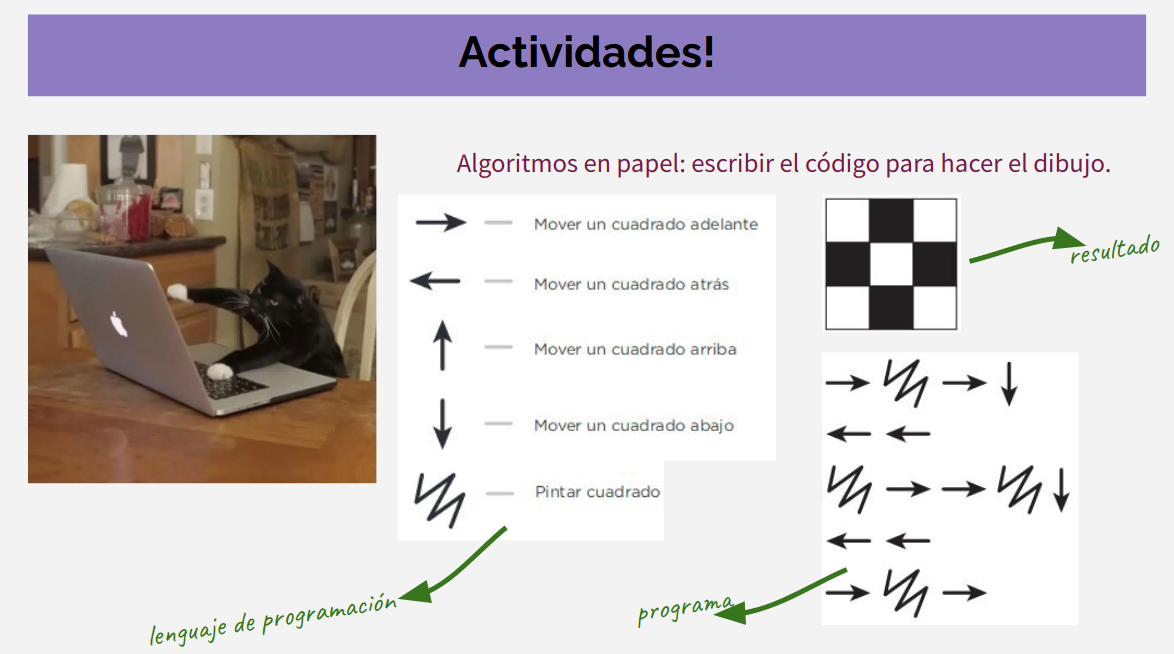 Actividades!
Algoritmos en papel: escribir el código para hacer el dibujo.
Mover un cuadrado adelante
Mover un cuadrado atrás
Mover un cuadrado arriba
Mover un cuadrado abajo
Pintar cuadrado
resultado
lenguaje de programación
programa